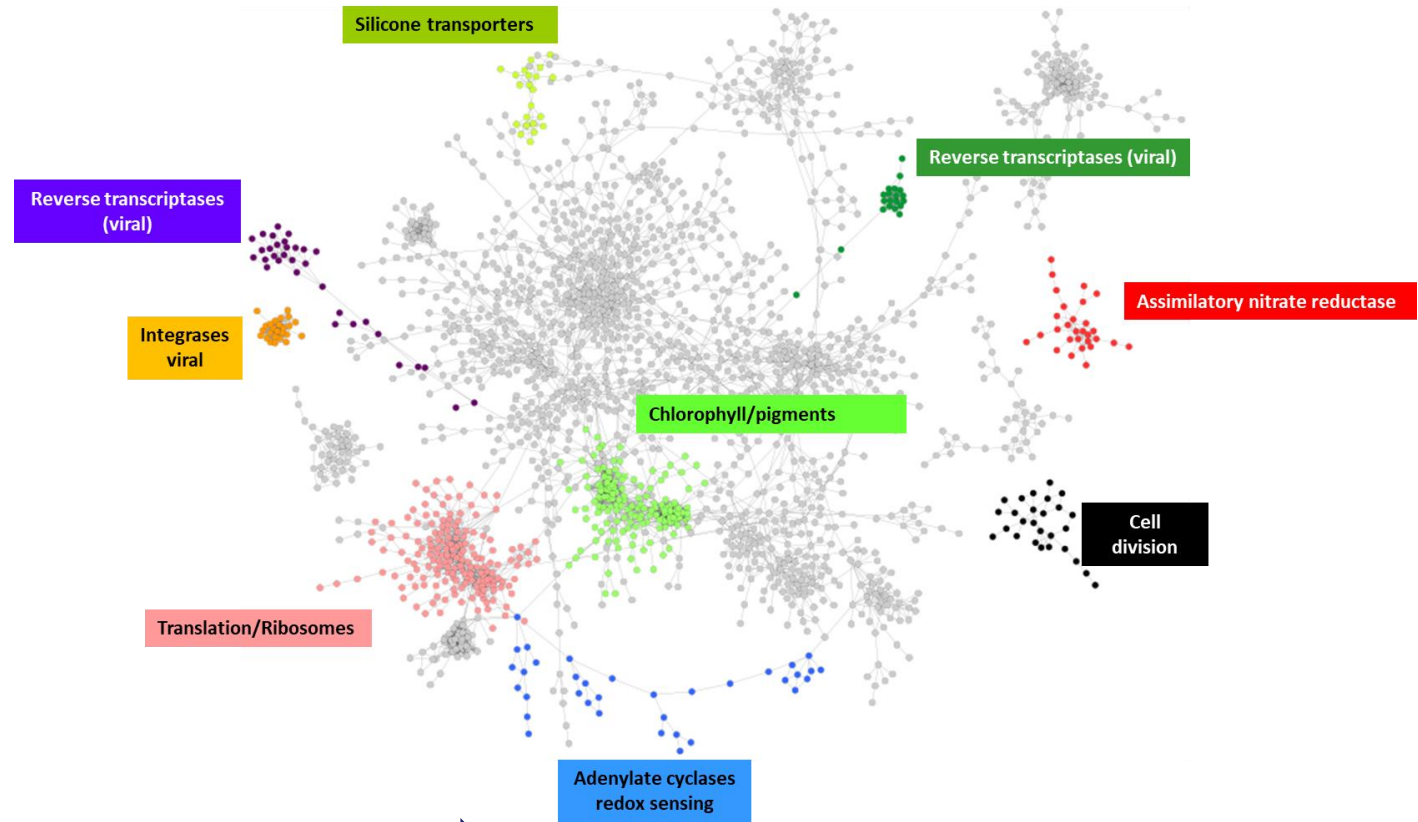 Silicone transporters
Reverse transcriptases (viral)
Reverse transcriptases
(viral)
Assimilatory nitrate reductase
Integrases
viral
Chlorophyll/pigments
Cell
division
Translation/Ribosomes
Adenylate cyclases
redox sensing